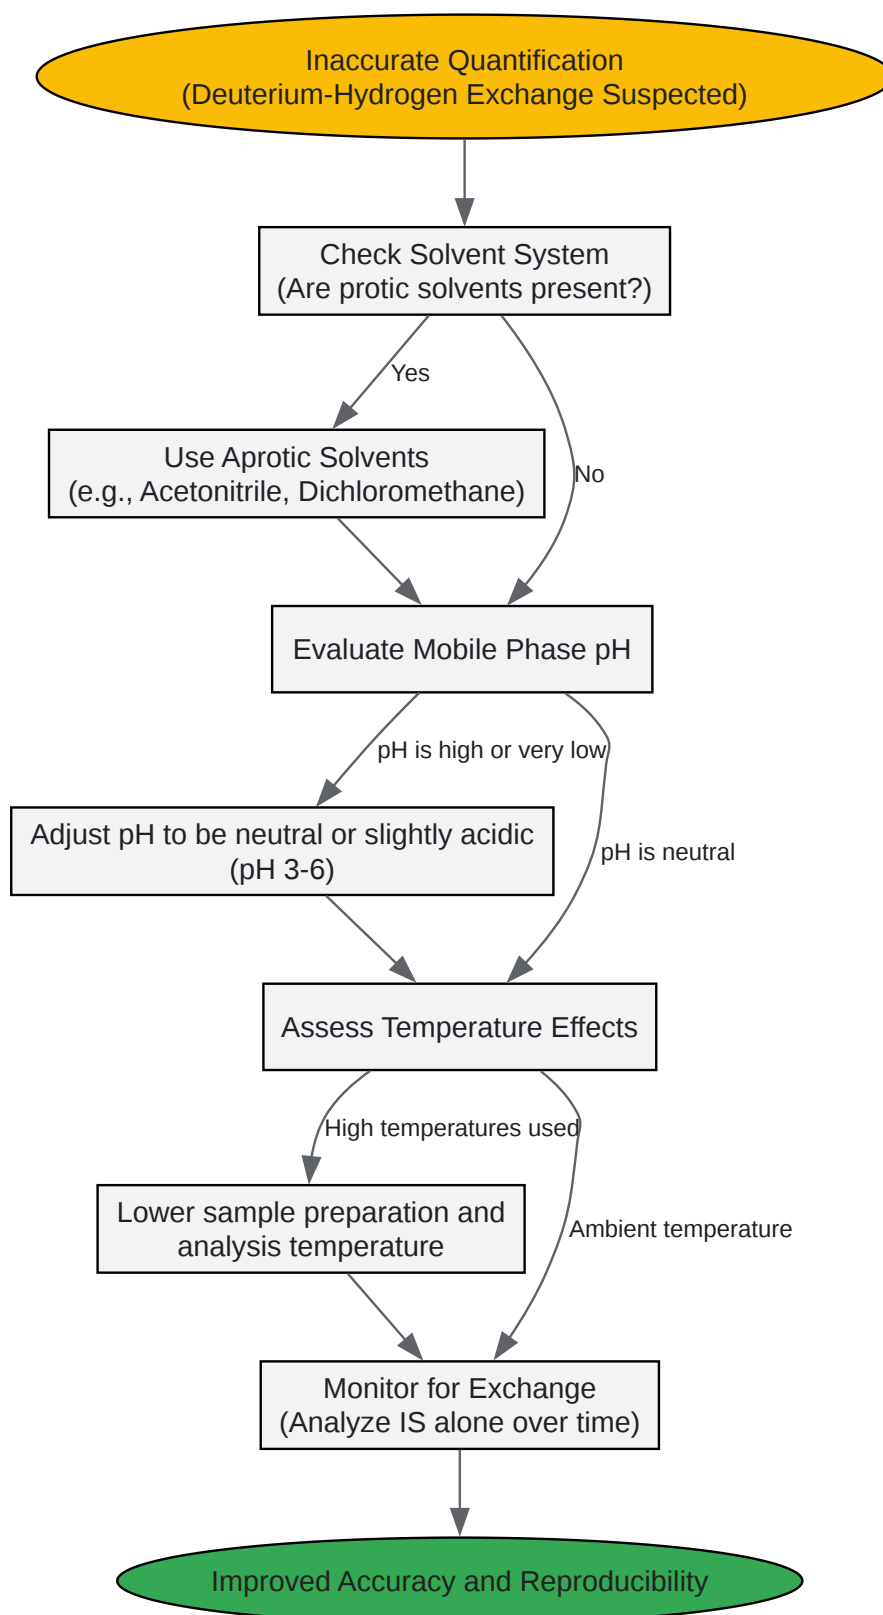 Inaccurate Quantification
(Deuterium-Hydrogen Exchange Suspected)
Check Solvent System
(Are protic solvents present?)
Yes
Use Aprotic Solvents
(e.g., Acetonitrile, Dichloromethane)
No
Evaluate Mobile Phase pH
pH is high or very low
Adjust pH to be neutral or slightly acidic
(pH 3-6)
pH is neutral
Assess Temperature Effects
High temperatures used
Lower sample preparation and
analysis temperature
Ambient temperature
Monitor for Exchange
(Analyze IS alone over time)
Improved Accuracy and Reproducibility